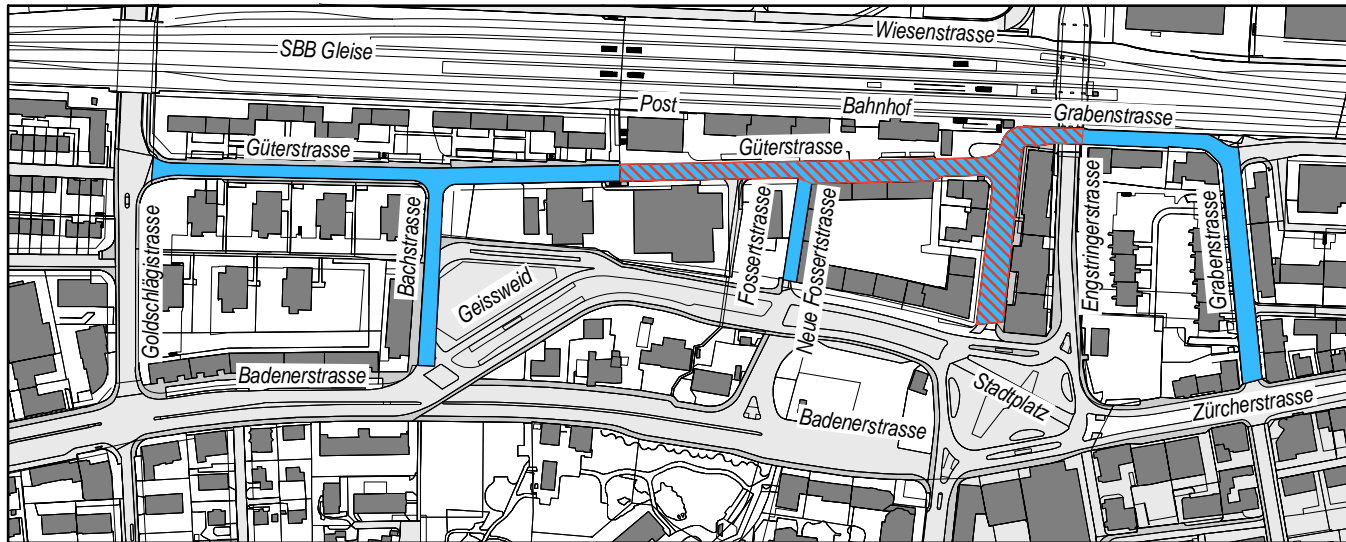 Wiesenstrasse
SBB Gleise
Post
Bahnhof
Grabenstrasse
Güterstrasse
Güterstrasse
Goldschlägistrasse
Bachstrasse
Geissweid
Fossertstrasse
Neue Fossertstrasse
Engstringerstrasse
Grabenstrasse
Badenerstrasse
Stadtplatz
Zürcherstrasse
Badenerstrasse